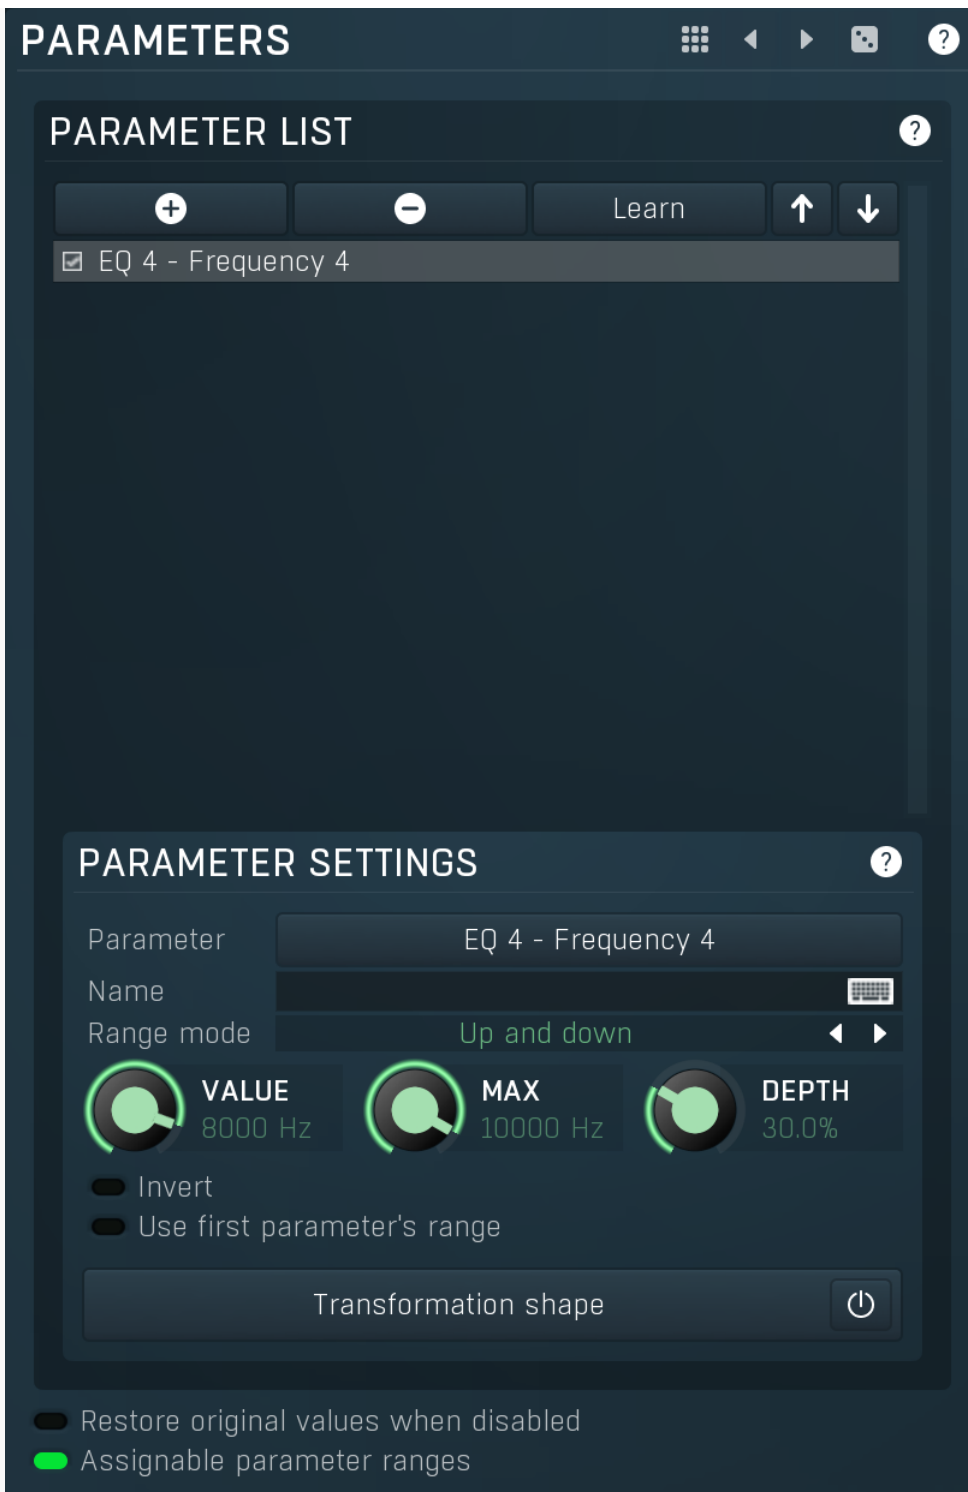 PARAMETERS ?
PARAMETER LIST ?
Learn
EQ 4 - Frequency 4
PARAMETER SETTINGS ?
Parameter EQ 4 - Frequency 4
Name
Range mode Up and down
VALUE MAX DEPTH
8000 Hz 10000 Hz 30.0%
Invert
Use first parameter's range
Transformation shape
Restore original values when disabled
Assignable parameter ranges